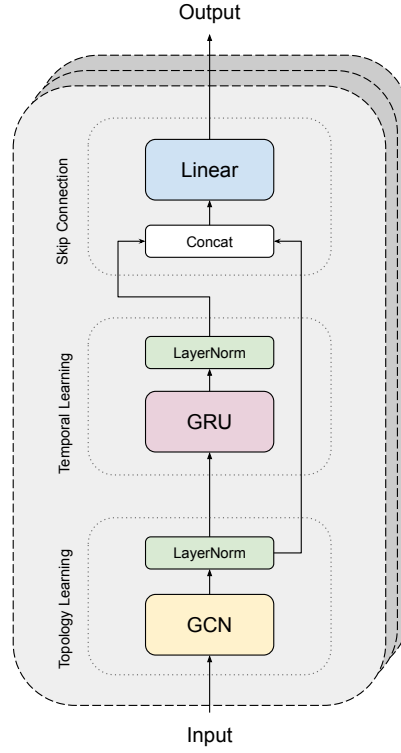 Output
Skip Connection
Linear
Concat
Temporal Learning
LayerNorm
GRU
Topology Learning
LayerNorm
GCN
Input